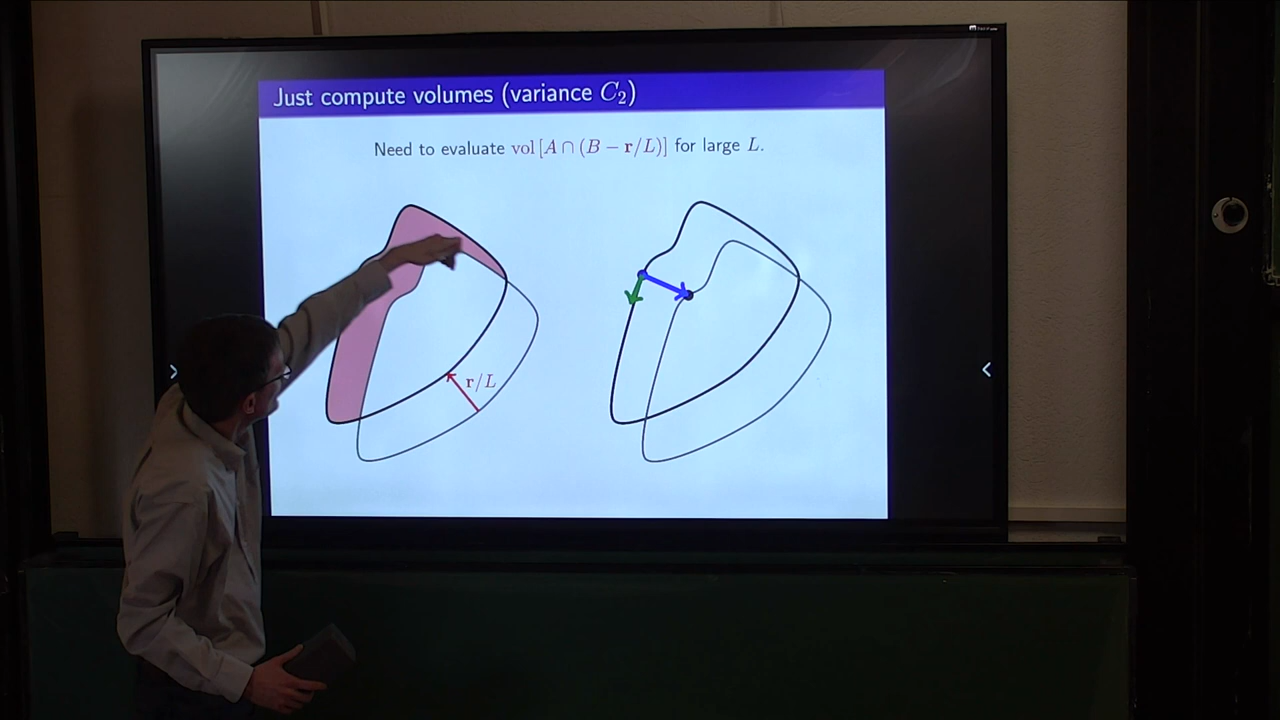 Just compute volumes (variance C₂)
Need to evaluate vol [A ∩ (B − r/L)] for large L.
r/L